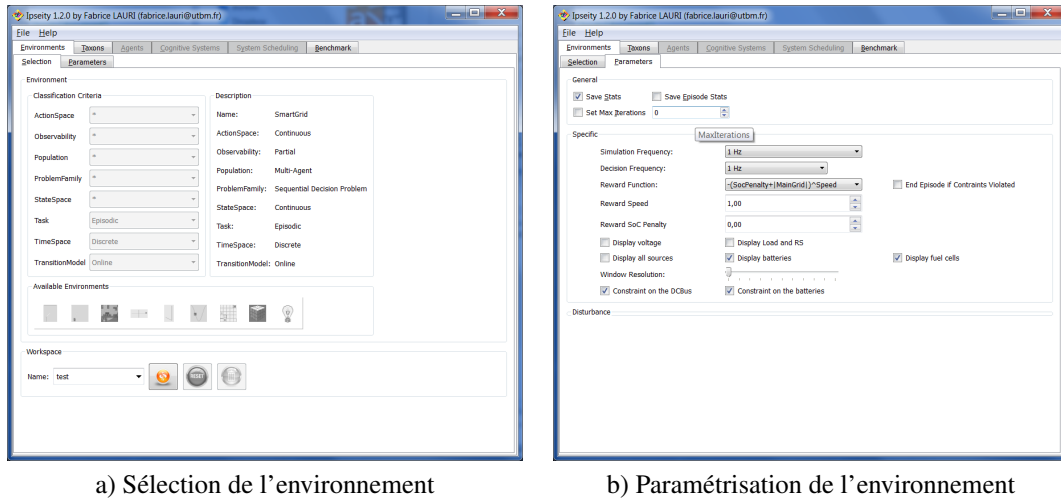 Ipseity 1.2.0 by Fabrice LAURI (fabrice.lauri@utbm.fr)
File Help
Environments Taxons Agents Cognitive Systems System Scheduling Benchmark
Selection Parameters
Environment
Classification Criteria
ActionSpace *
Observability *
Population *
ProblemFamily *
StateSpace *
Task Episodic
TimeSpace Discrete
TransitionModel Online
Description
Name: SmartGrid
ActionSpace: Continuous
Observability: Partial
Population: Multi-Agent
ProblemFamily: Sequential Decision Problem
StateSpace: Continuous
Task: Episodic
TimeSpace: Discrete
TransitionModel: Online
Available Environments
Workspace
Name: test
RESET
a) Sélection de l'environnement
Ipseity 1.2.0 by Fabrice LAURI (fabrice.lauri@utbm.fr)
File Help
Environments Taxons Agents Cognitive Systems System Scheduling Benchmark
Selection Parameters
General
Save Stats Save Episode Stats
Set Max Iterations 0
MaxIterations
Specific
Simulation Frequency: 1 Hz
Decision Frequency: 1 Hz
Reward Function: -(SocPenalty+|MainGrid|)^Speed End Episode if Contraints Violated
Reward Speed 1,00
Reward SoC Penalty 0,00
Display voltage Display Load and RS
Display all sources Display batteries Display fuel cells
Window Resolution:
Constraint on the DCBus Constraint on the batteries
Disturbance
b) Paramétrisation de l'environnement